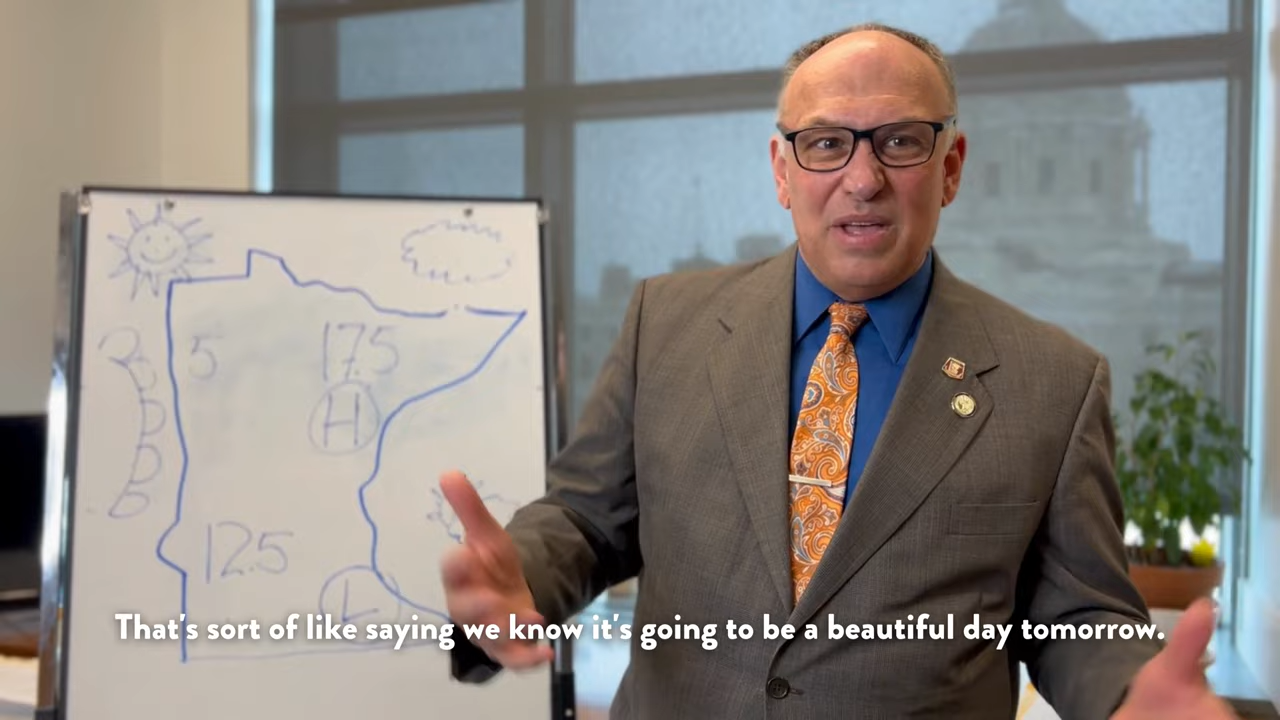 5
17.5
H
12.5
L
That's sort of like saying we know it's going to be a beautiful day tomorrow.